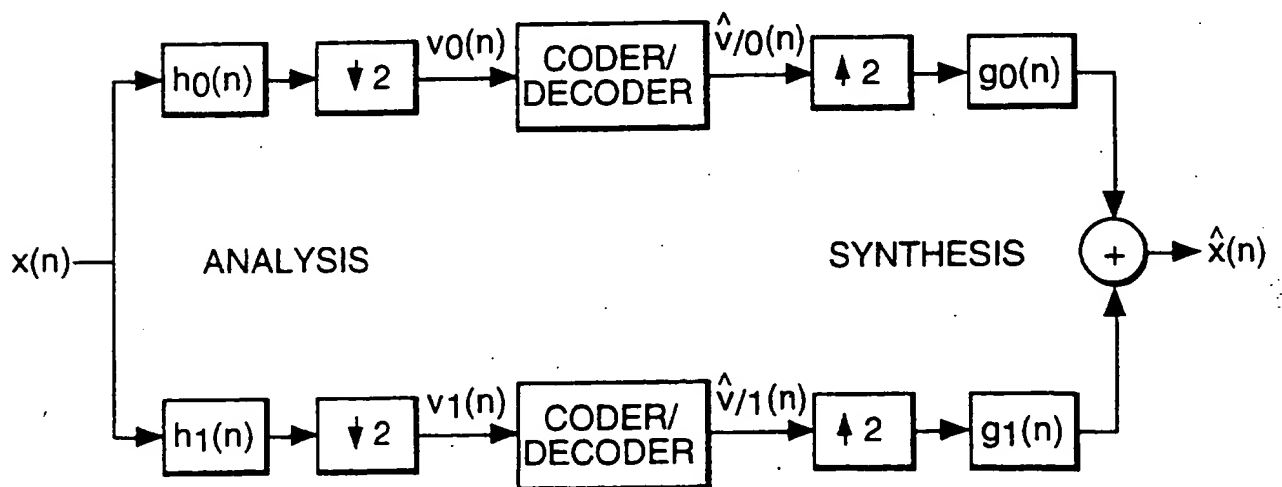 h0(n)
↓2
v0(n)
CODER/
DECODER
v̂/0(n)
↑2
g0(n)
x(n)
ANALYSIS
SYNTHESIS
+
x̂(n)
h1(n)
↓2
v1(n)
CODER/
DECODER
v̂/1(n)
↑2
g1(n)